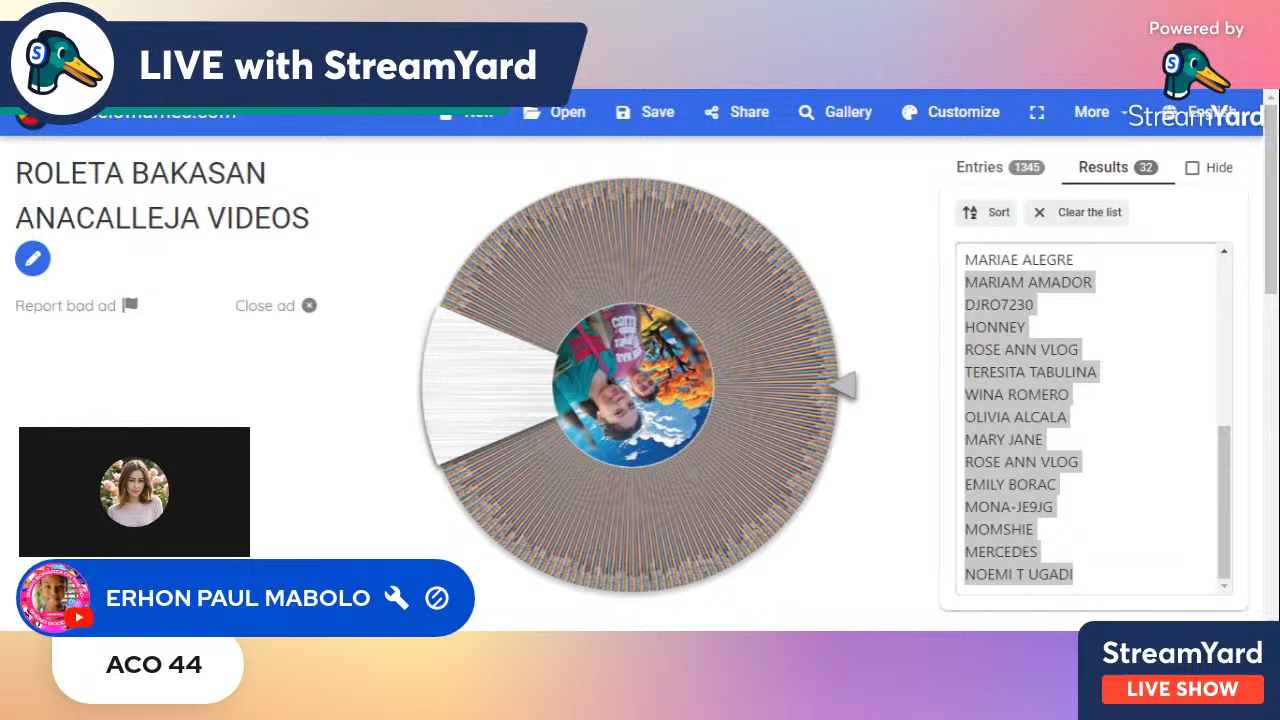 LIVE with StreamYard
Powered by
StreamYard
Open
Save
Share
Gallery
Customize
More
ROLETA BAKASAN
ANACALLEJA VIDEOS
Report bad ad
Close ad
Entries 1345
Results 32
Hide
Sort
Clear the list
MARIAE ALEGRE
MARIAM AMADOR
DJRO7230
HONNEY
ROSE ANN VLOG
TERESITA TABULINA
WINA ROMERO
OLIVIA ALCALA
MARY JANE
ROSE ANN VLOG
EMILY BORAC
MONA-JE9JG
MOMSHIE
MERCEDES
NOEMI T UGADI
ERHON PAUL MABOLO
ACO 44
StreamYard
LIVE SHOW